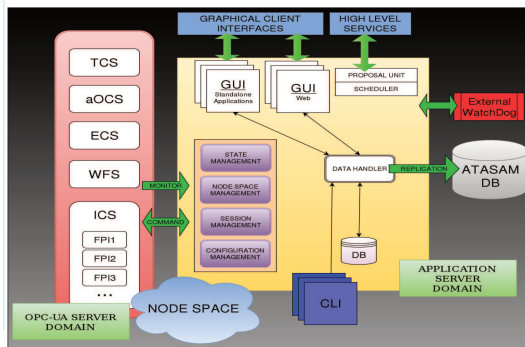 GRAPHICAL CLIENT
INTERFACES
HIGH LEVEL
SERVICES
TCS
aOCS
ECS
WFS
ICS
FPI1
FPI2
FPI3
...
OPC-UA SERVER
DOMAIN
MONITOR
COMMAND
GUI
Standalone
Applications
GUI
Web
PROPOSAL UNIT
SCHEDULER
External
WatchDog
STATE
MANAGEMENT
NODE SPACE
MANAGEMENT
SESSION
MANAGEMENT
CONFIGURATION
MANAGEMENT
DATA HANDLER
REPLICATION
ATASAM
DB
DB
CLI
NODE SPACE
APPLICATION
SERVER
DOMAIN